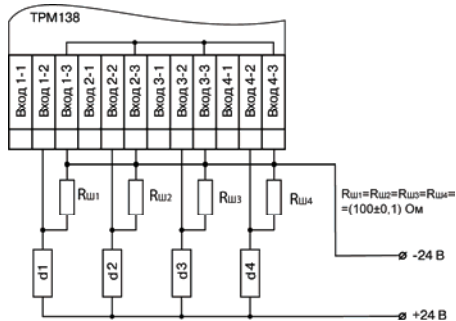 ТРМ138
Вход 1-1
Вход 1-2
Вход 1-3
Вход 2-1
Вход 2-2
Вход 2-3
Вход 3-1
Вход 3-2
Вход 3-3
Вход 4-1
Вход 4-2
Вход 4-3
Rш1
Rш2
Rш3
Rш4
Rш1=Rш2=Rш3=Rш4=
=(100±0,1) Ом
d1
d2
d3
d4
-24 В
+24 В